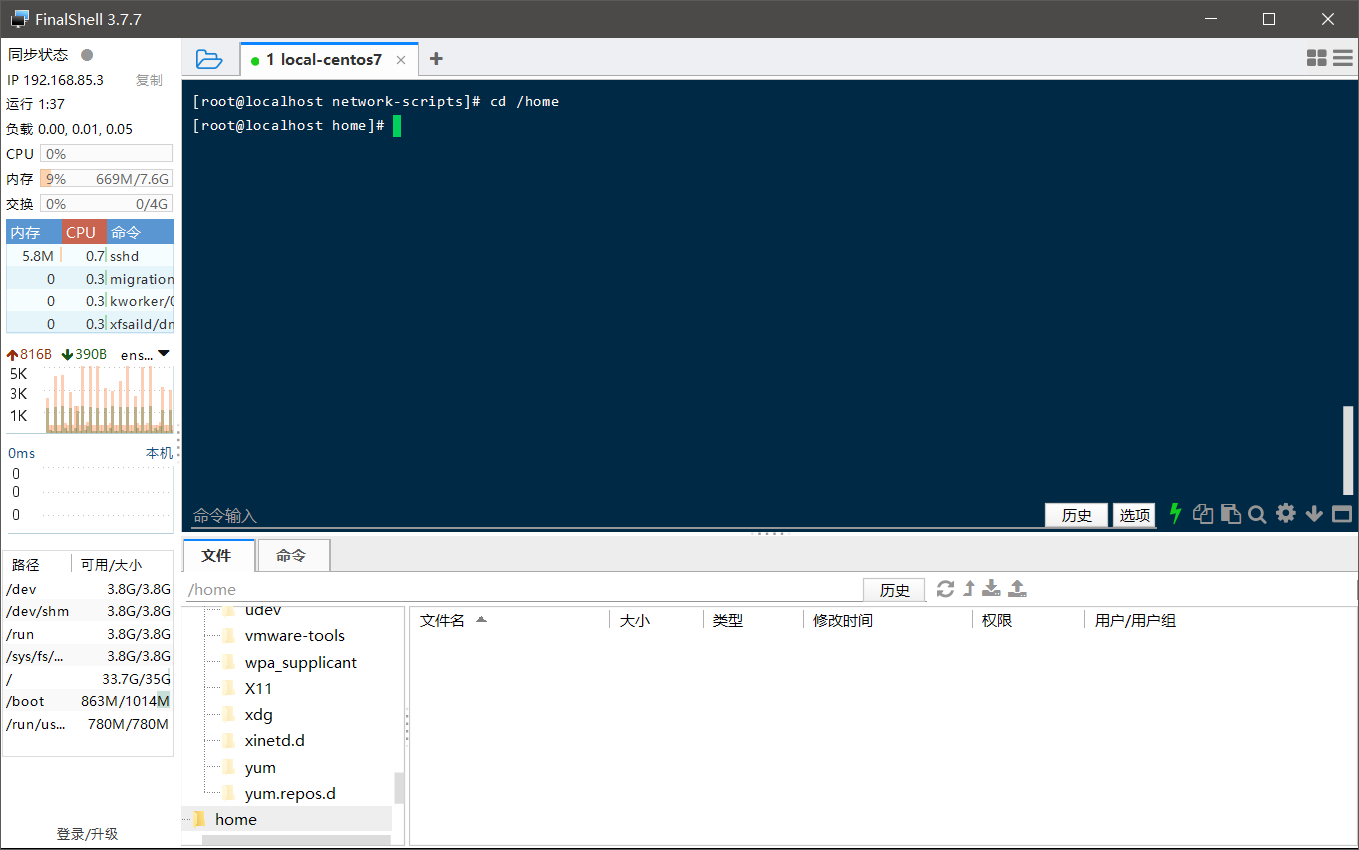 FinalShell 3.7.7
同步状态
IP 192.168.85.3 复制
运行 1:37
负载 0.00, 0.01, 0.05
CPU 0%
内存 9% 669M/7.6G
交换 0% 0/4G
内存 CPU 命令
5.8M 0.7 sshd
0 0.3 migration
0 0.3 kworker/0
0 0.3 xfsaild/dm
816B 390B ens...
5K
3K
1K
0ms 本机
0
0
0
路径 可用/大小
/dev 3.8G/3.8G
/dev/shm 3.8G/3.8G
/run 3.8G/3.8G
/sys/fs/... 3.8G/3.8G
/ 33.7G/35G
/boot 863M/1014M
/run/us... 780M/780M
登录/升级
1 local-centos7
[root@localhost network-scripts]# cd /home
[root@localhost home]#
命令输入 历史 选项
文件 命令
/home 历史
udev
vmware-tools
wpa_supplicant
X11
xdg
xinetd.d
yum
yum.repos.d
home
文件名 大小 类型 修改时间 权限 用户/用户组